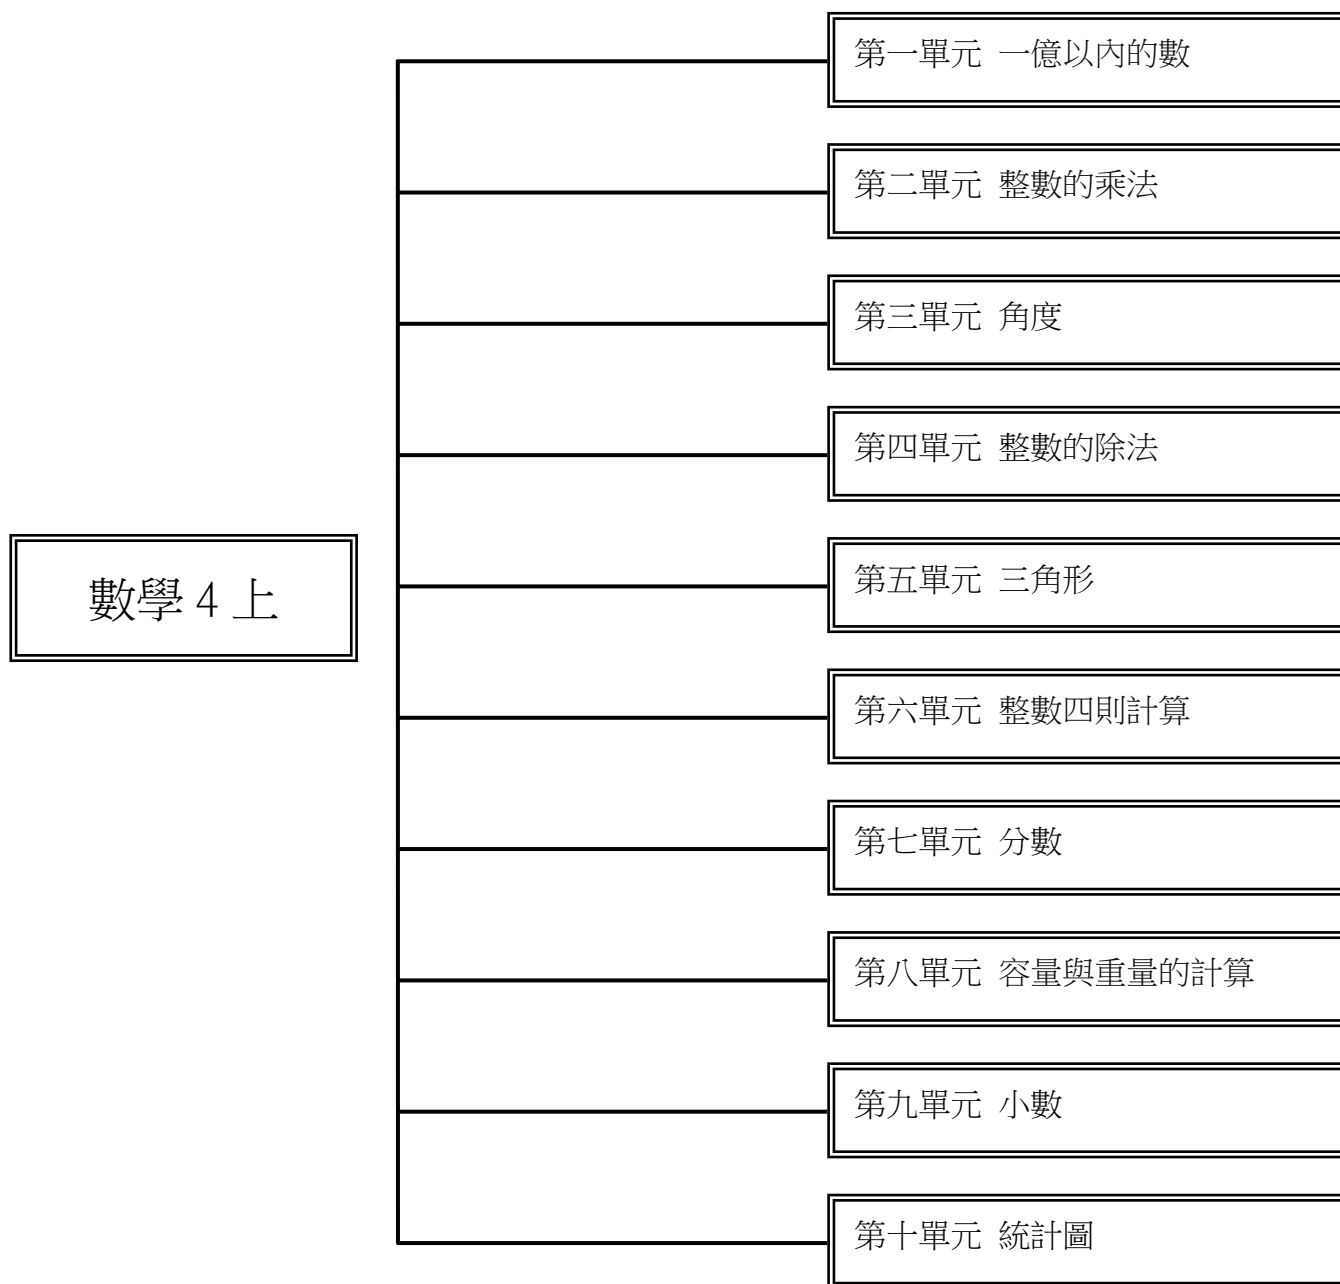 第一單元 一億以內的數
第二單元 整數的乘法
第三單元 角度
第四單元 整數的除法
第五單元 三角形
數學 4 上
第六單元 整數四則計算
第七單元 分數
第八單元 容量與重量的計算
第九單元 小數
第十單元 統計圖